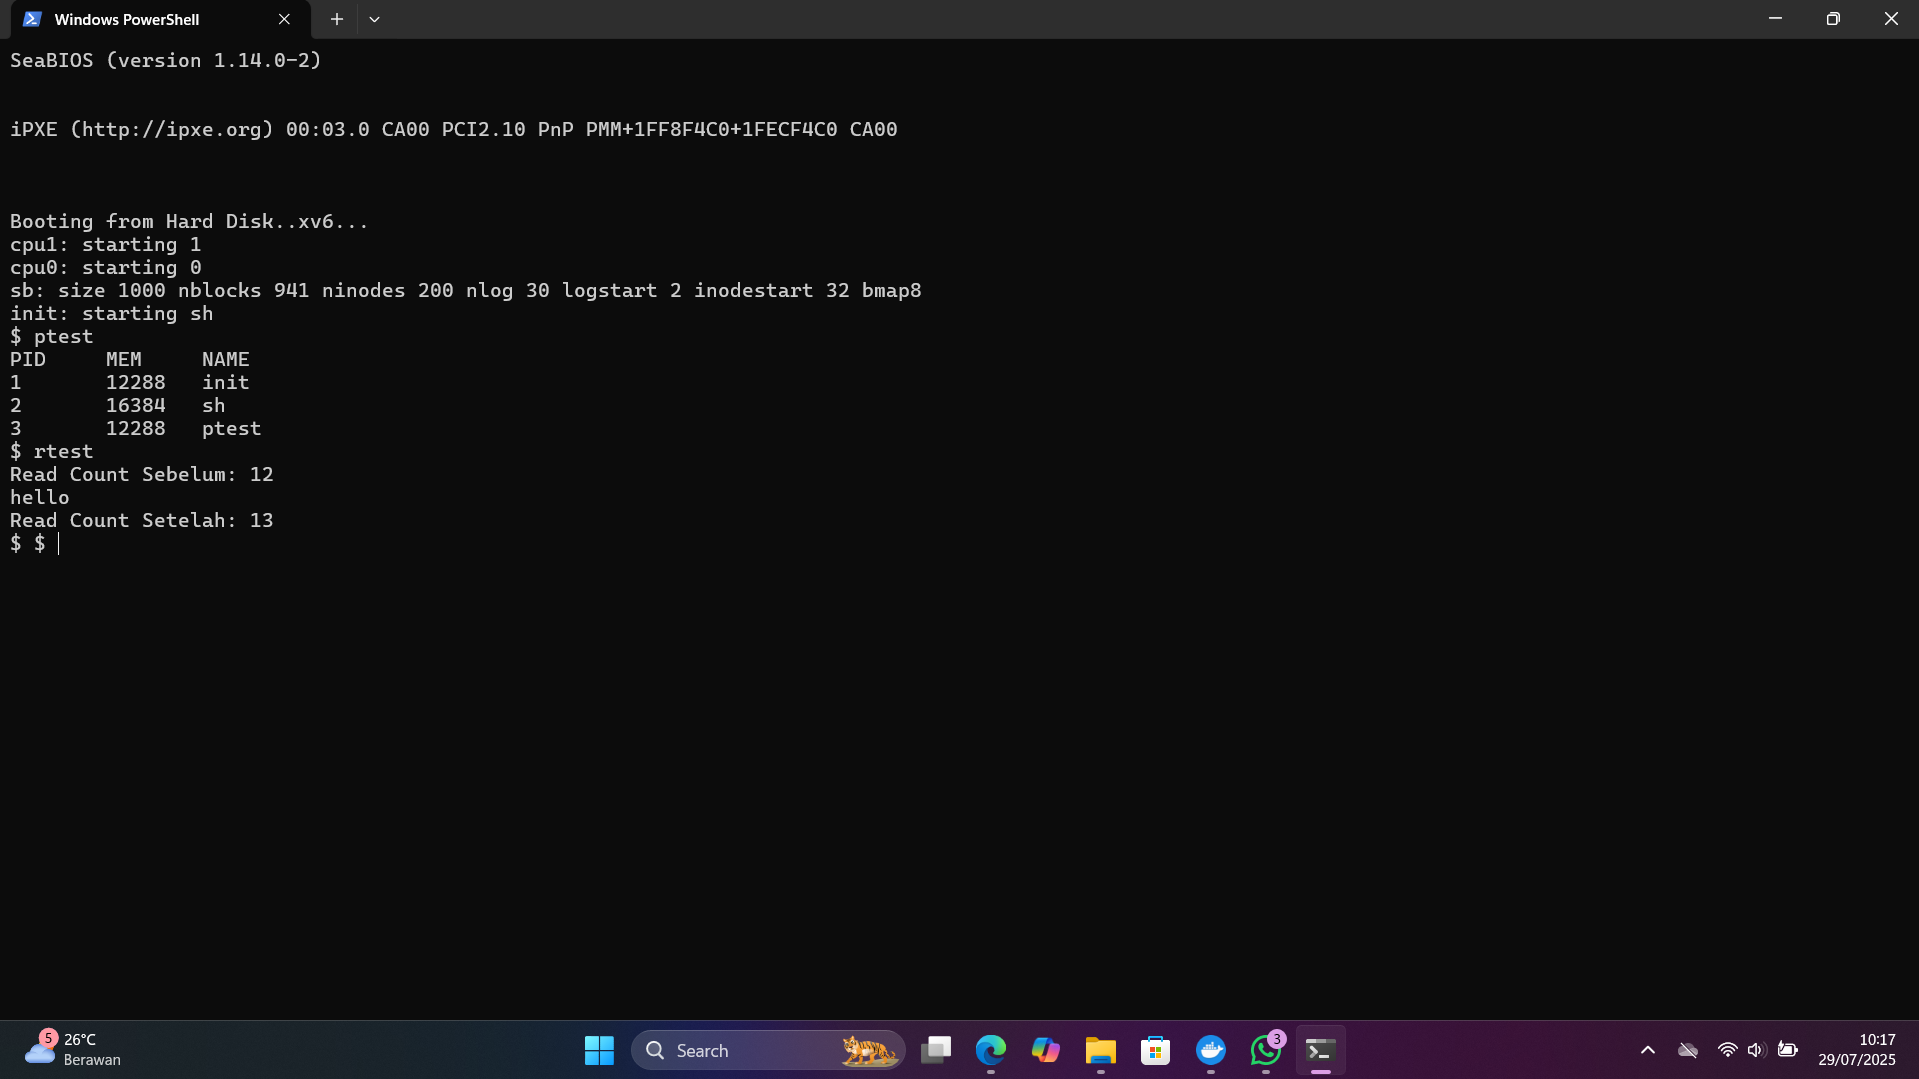 Windows PowerShell
SeaBIOS (version 1.14.0-2)
iPXE (http://ipxe.org) 00:03.0 CA00 PCI2.10 PnP PMM+1FF8F4C0+1FECF4C0 CA00
Booting from Hard Disk..xv6...
cpu1: starting 1
cpu0: starting 0
sb: size 1000 nblocks 941 ninodes 200 nlog 30 logstart 2 inodestart 32 bmap8
init: starting sh
$ ptest
PID MEM NAME
1 12288 init
2 16384 sh
3 12288 ptest
$ rtest
Read Count Sebelum: 12
hello
Read Count Setelah: 13
$ $
5
26°C
Berawan
Search
3
10:17
29/07/2025